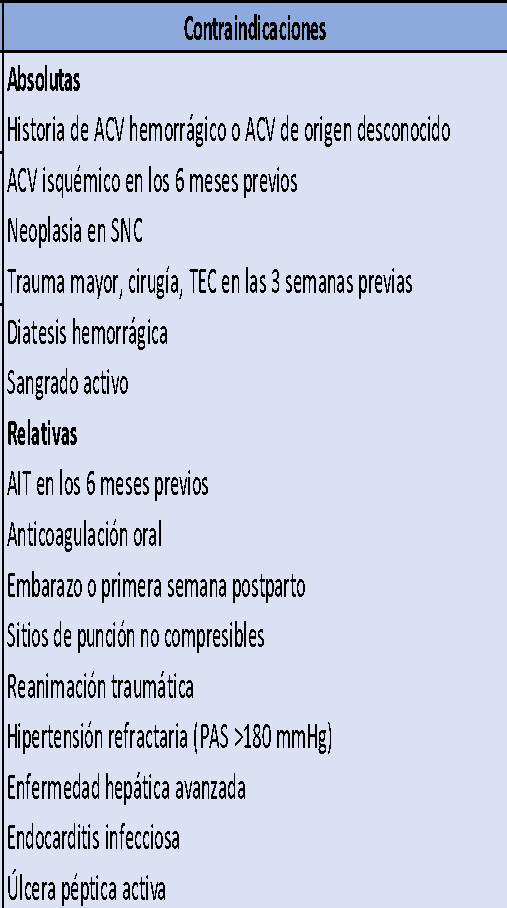 Contraindicaciones
Absolutas
Historia de ACV hemorrágico o ACV de origen desconocido
ACV isquémico en los 6 meses previos
Neoplasia en SNC
Trauma mayor, cirugía, TEC en las 3 semanas previas
Diatesis hemorrágica
Sangrado activo
Relativas
AIT en los 6 meses previos
Anticoagulación oral
Embarazo o primera semana postparto
Sitios de punción no compresibles
Reanimación traumática
Hipertensión refractaria (PAS >180 mmHg)
Enfermedad hepática avanzada
Endocarditis infecciosa
Úlcera péptica activa